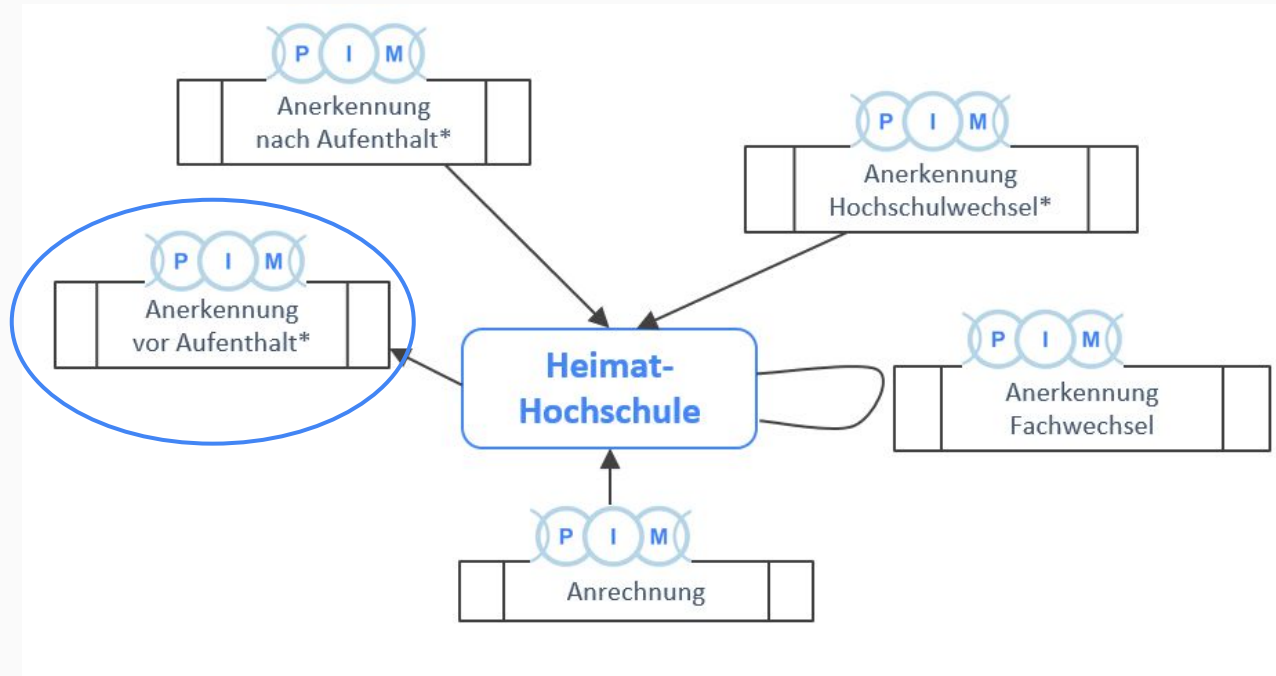 P I M
Anerkennung
nach Aufenthalt*
P I M
Anerkennung
Hochschulwechsel*
P I M
Anerkennung
vor Aufenthalt*
Heimat-
Hochschule
P I M
Anerkennung
Fachwechsel
P I M
Anrechnung